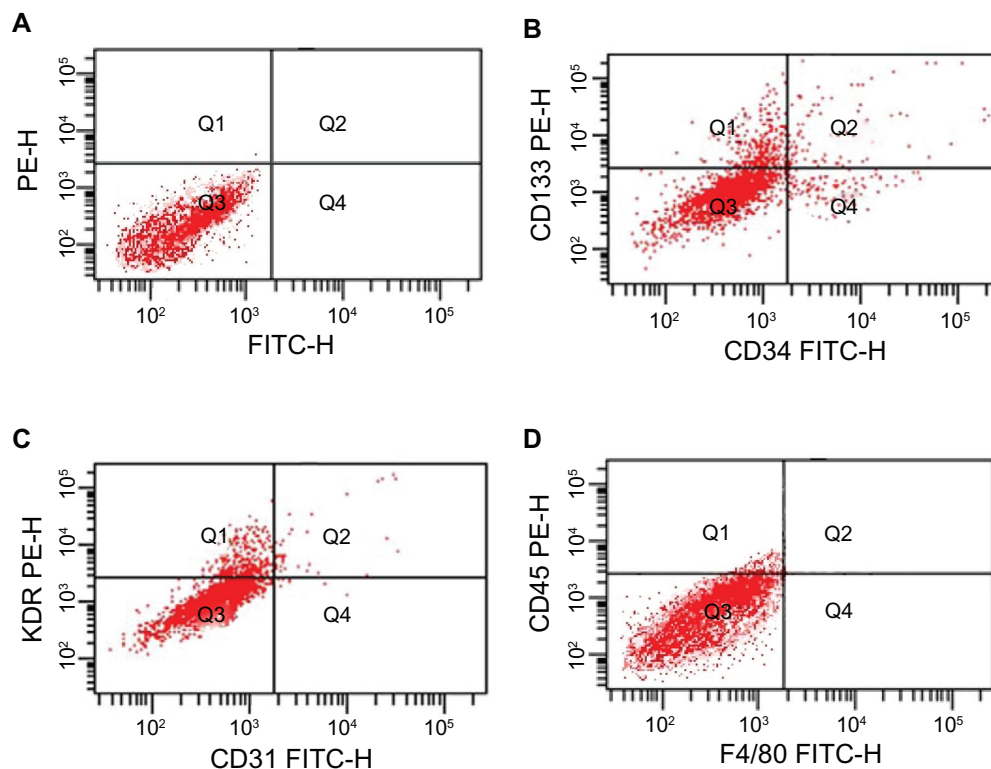 A
PE-H
10⁵
10⁴
10³
10²
Q1
Q2
Q3
Q4
10² 10³ 10⁴ 10⁵
FITC-H
B
CD133 PE-H
10⁵
10⁴
10³
10²
Q1
Q2
Q3
Q4
10² 10³ 10⁴ 10⁵
CD34 FITC-H
C
KDR PE-H
10⁵
10⁴
10³
10²
Q1
Q2
Q3
Q4
10² 10³ 10⁴ 10⁵
CD31 FITC-H
D
CD45 PE-H
10⁵
10⁴
10³
10²
Q1
Q2
Q3
Q4
10² 10³ 10⁴ 10⁵
F4/80 FITC-H